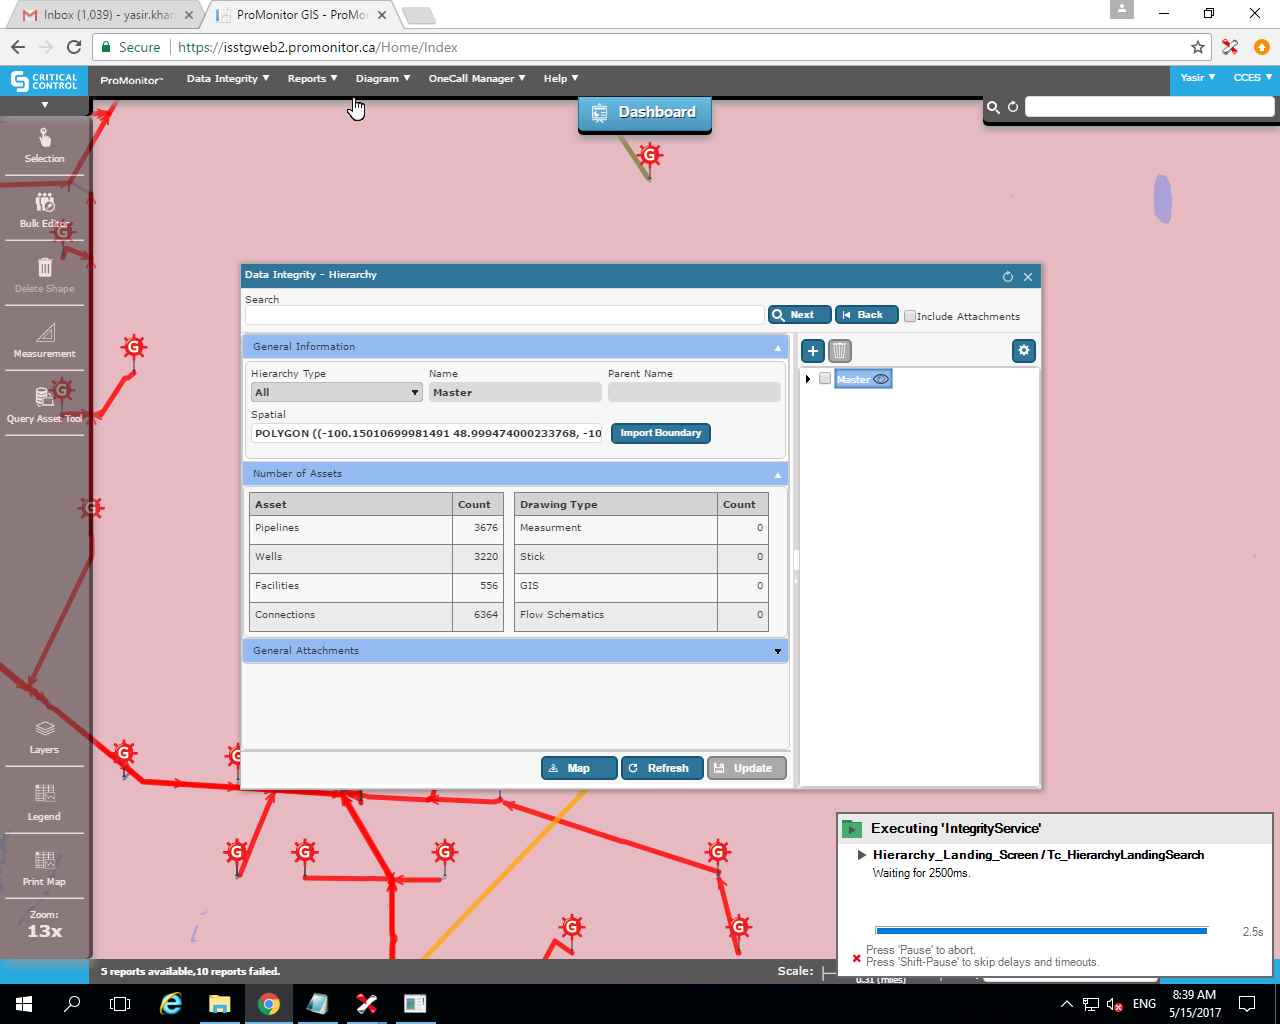 Inbox (1,039) - yasir.khan
ProMonitor GIS - ProMo
Secure
https://isstgweb2.promonitor.ca/Home/Index
CRITICAL CONTROL
ProMonitor™
Data Integrity
Reports
Diagram
OneCall Manager
Help
Yasir
CCES
Dashboard
Selection
Bulk Editor
Delete Shape
Measurement
Query Asset Tool
Layers
Legend
Print Map
Zoom:
13x
G
G
G
G
G
G
G
G
G
G
G
G
G
Data Integrity - Hierarchy
Search
Next
Back
Include Attachments
General Information
Hierarchy Type
Name
Parent Name
All
Master
Spatial
POLYGON ((-100.15010699981491 48.999474000233768, -10
Import Boundary
Master
Number of Assets
Asset Count
Drawing Type Count
Pipelines 3676
Measurment 0
Wells 3220
Stick 0
Facilities 556
GIS 0
Connections 6364
Flow Schematics 0
General Attachments
Map
Refresh
Update
Executing 'IntegrityService'
Hierarchy_Landing_Screen / Tc_HierarchyLandingSearch
Waiting for 2500ms.
2.5s
Press 'Pause' to abort.
Press 'Shift-Pause' to skip delays and timeouts.
5 reports available,10 reports failed.
Scale:
0.31 (miles)
ENG
8:39 AM
5/15/2017